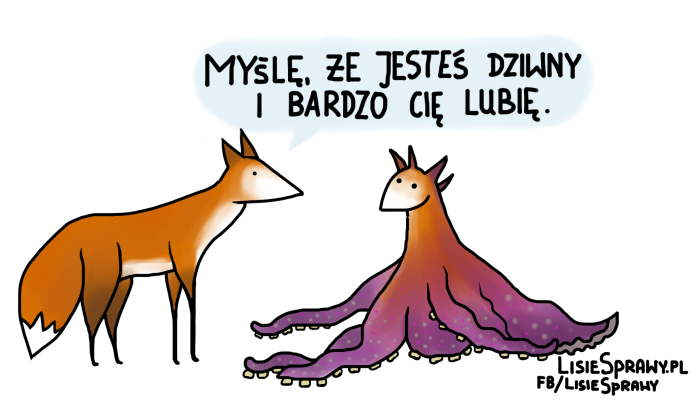 MYŚLĘ, ŻE JESTEŚ DZIWNY
I BARDZO CIĘ LUBIĘ.
LISIESPRAWY.PL
FB/LISIESPRAWY